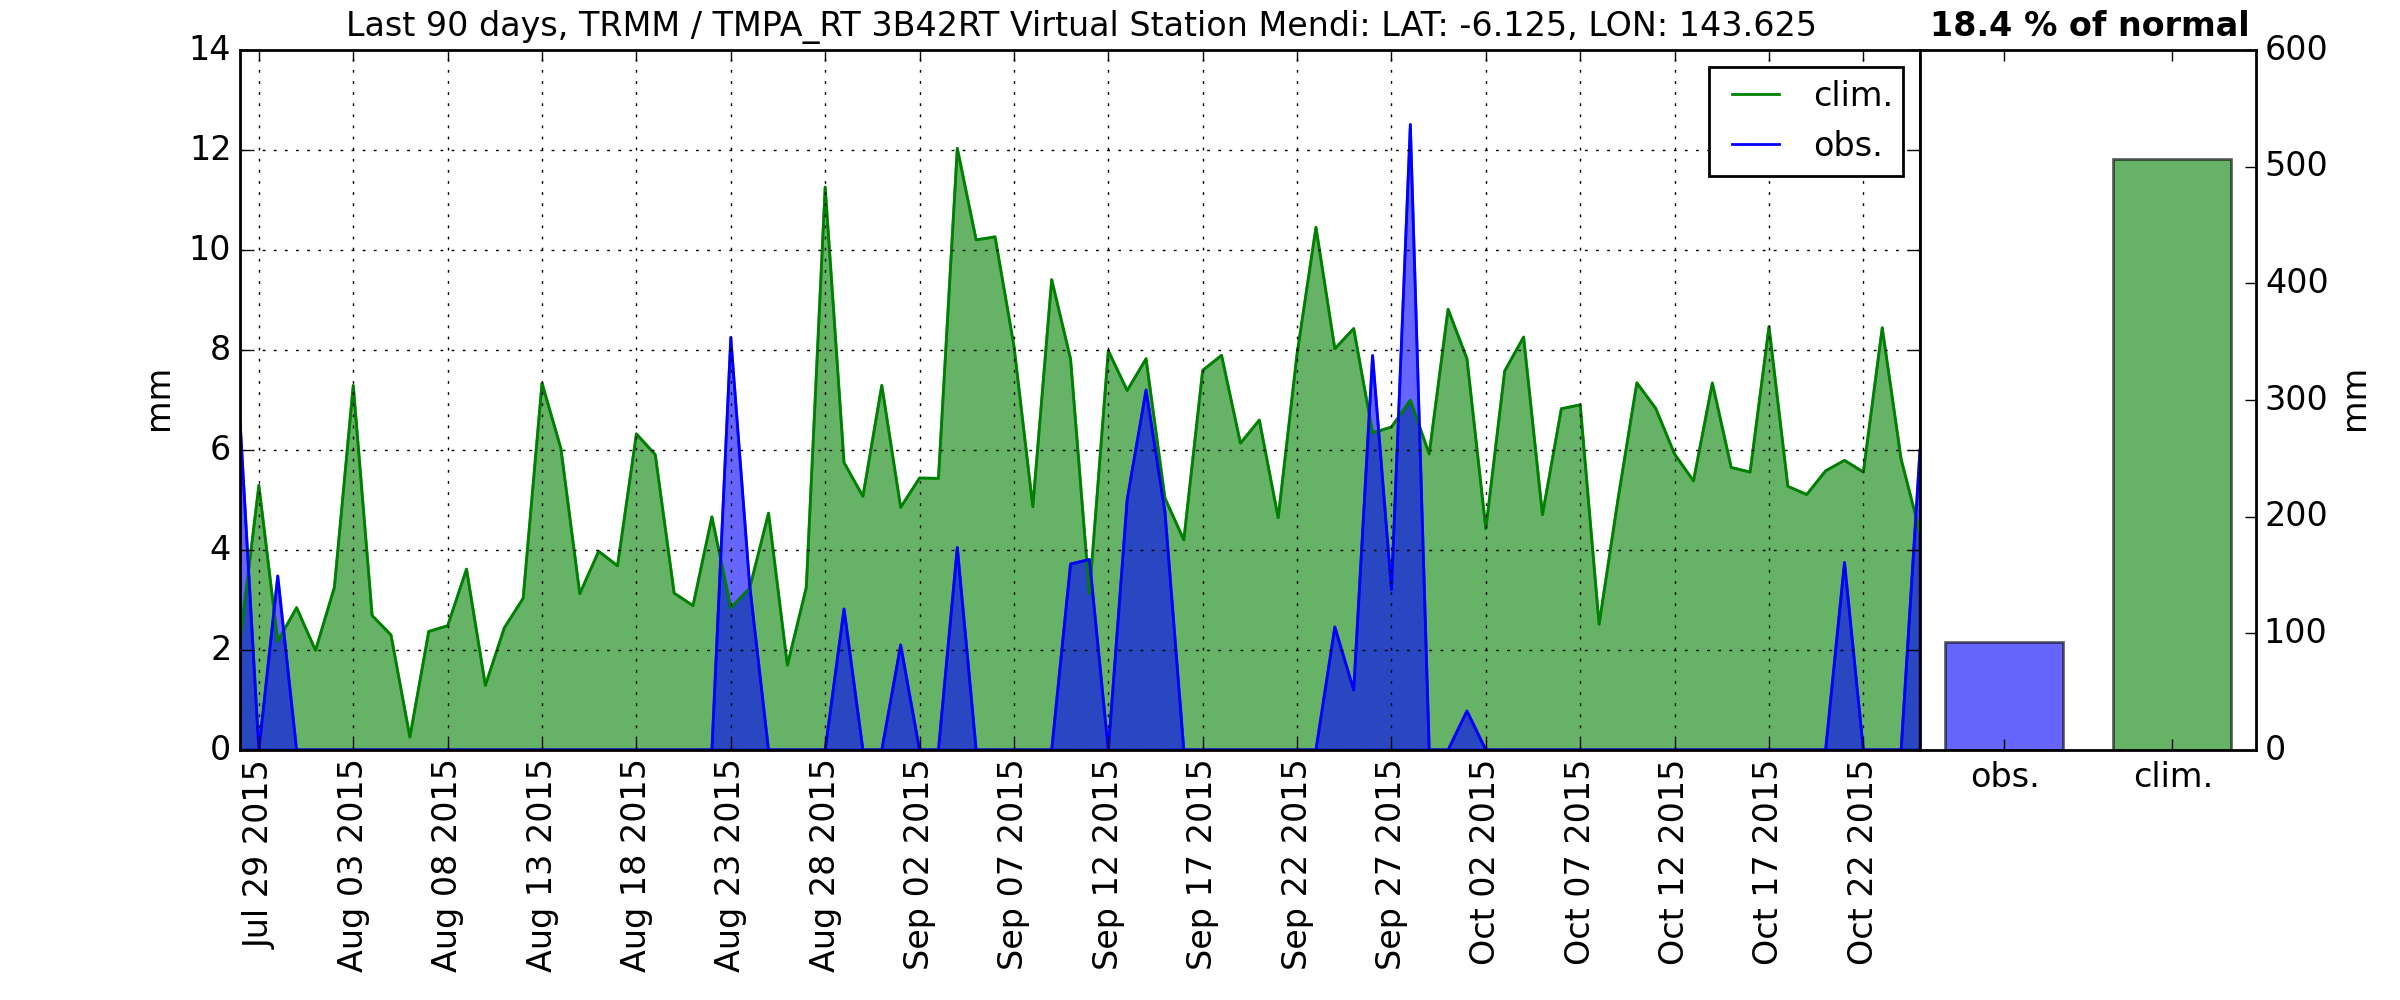 Last 90 days, TRMM / TMPA_RT 3B42RT Virtual Station Mendi: LAT: -6.125, LON: 143.625
18.4 % of normal
14
12
10
8
6
4
2
0
mm
clim.
obs.
600
500
400
300
200
100
0
mm
Jul 29 2015
Aug 03 2015
Aug 08 2015
Aug 13 2015
Aug 18 2015
Aug 23 2015
Aug 28 2015
Sep 02 2015
Sep 07 2015
Sep 12 2015
Sep 17 2015
Sep 22 2015
Sep 27 2015
Oct 02 2015
Oct 07 2015
Oct 12 2015
Oct 17 2015
Oct 22 2015
obs.
clim.